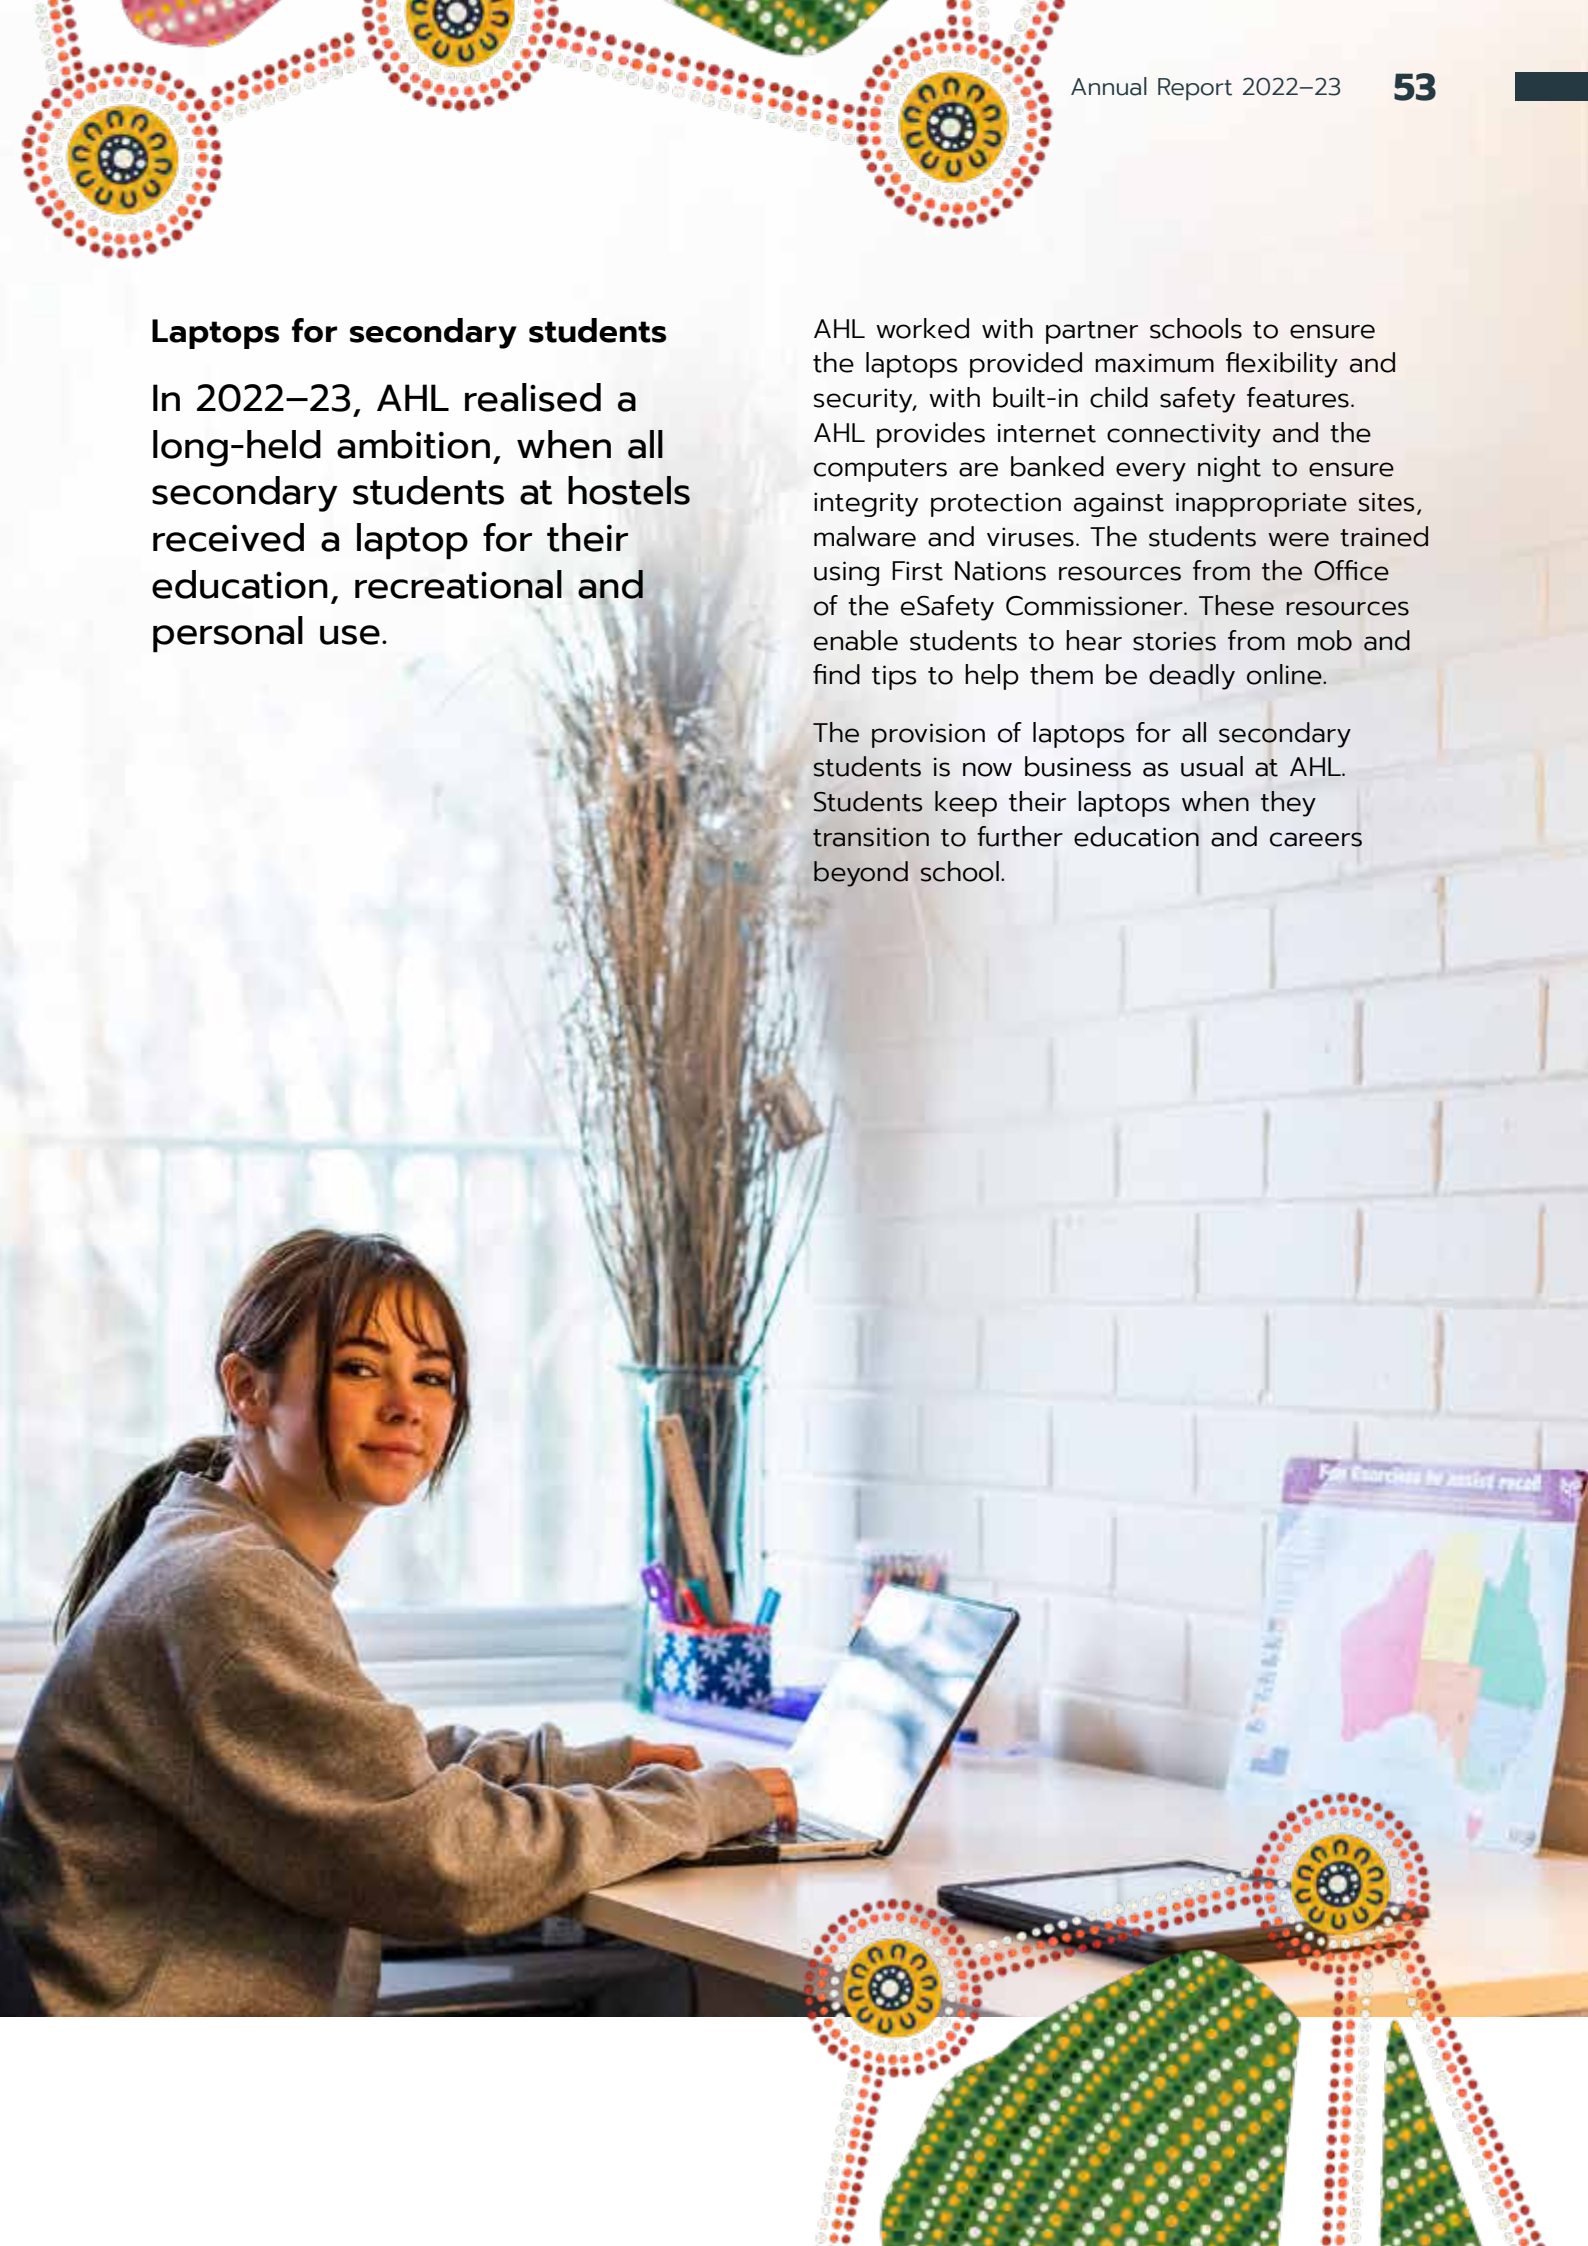 Annual Report 2022–23 53
Laptops for secondary students
In 2022–23, AHL realised a
long-held ambition, when all
secondary students at hostels
received a laptop for their
education, recreational and
personal use.
AHL worked with partner schools to ensure
the laptops provided maximum flexibility and
security, with built-in child safety features.
AHL provides internet connectivity and the
computers are banked every night to ensure
integrity protection against inappropriate sites,
malware and viruses. The students were trained
using First Nations resources from the Office
of the eSafety Commissioner. These resources
enable students to hear stories from mob and
find tips to help them be deadly online.
The provision of laptops for all secondary
students is now business as usual at AHL.
Students keep their laptops when they
transition to further education and careers
beyond school.
to assist recall